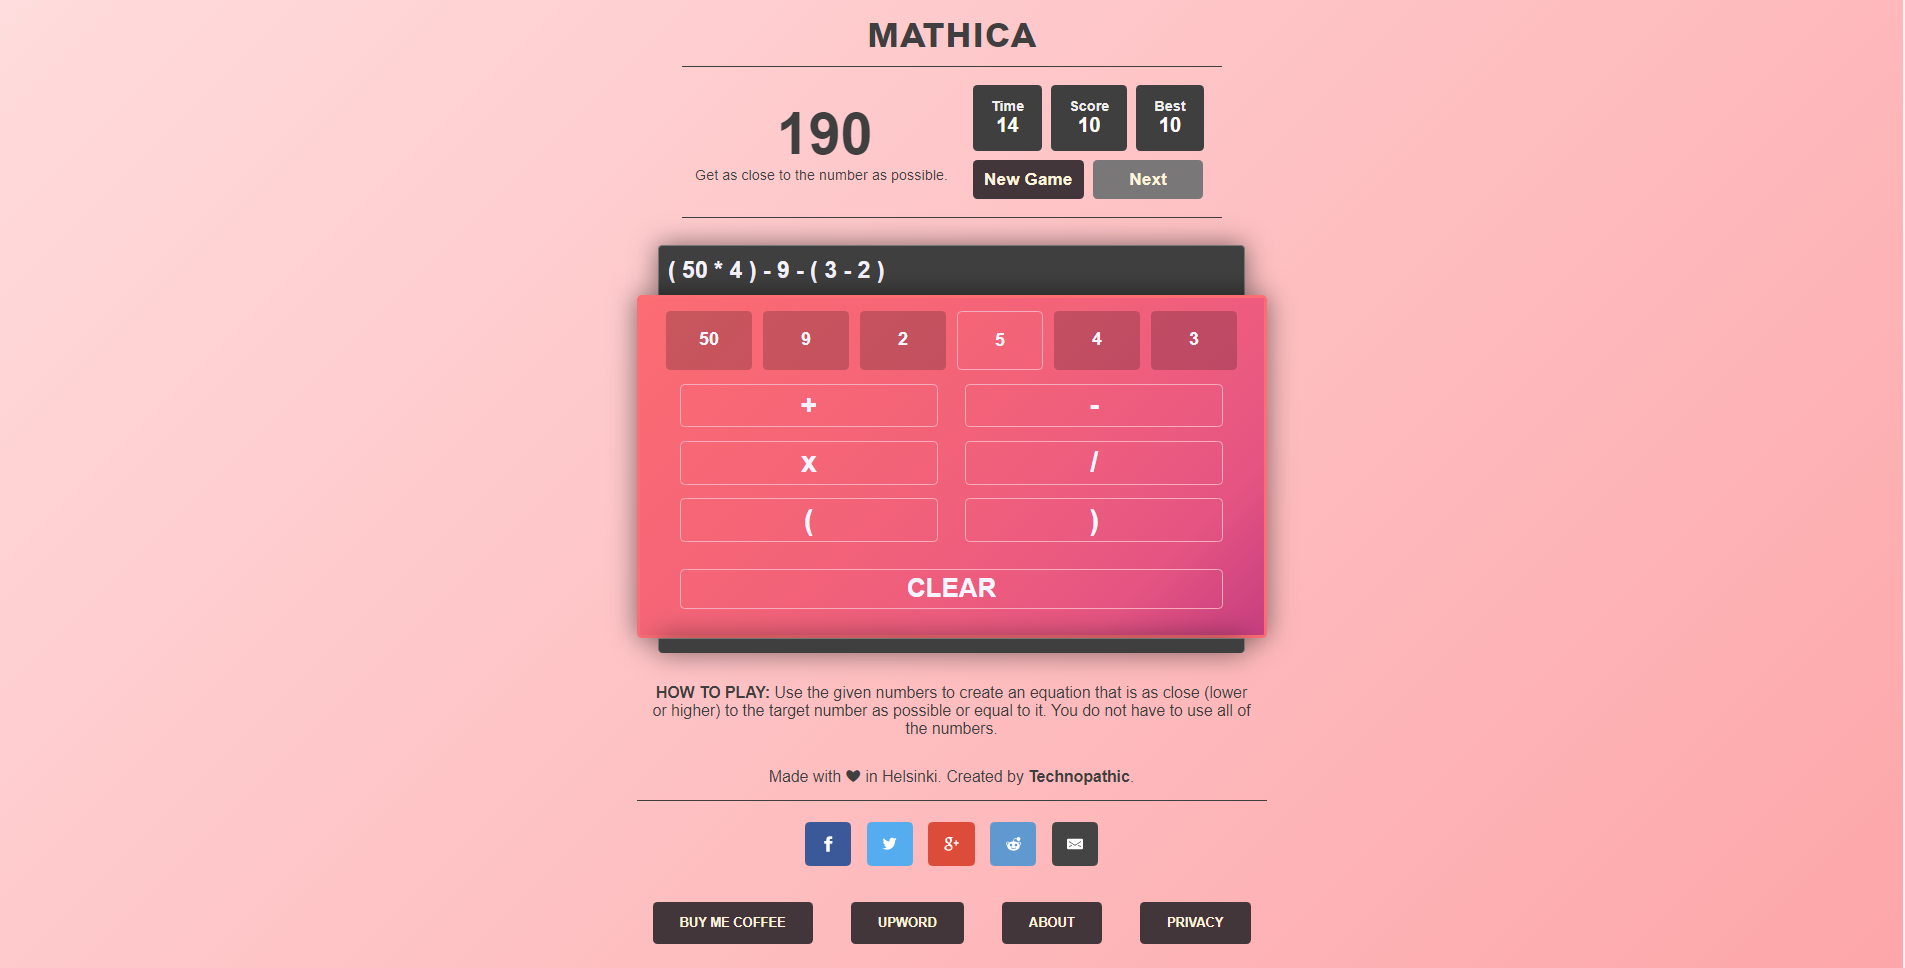 MATHICA
190
Get as close to the number as possible.
Time
14
Score
10
Best
10
New Game
Next
( 50 * 4 ) - 9 - ( 3 - 2 )
50 9 2 5 4 3
+ -
x /
( )
CLEAR
HOW TO PLAY: Use the given numbers to create an equation that is as close (lower
or higher) to the target number as possible or equal to it. You do not have to use all of
the numbers.
Made with ♥ in Helsinki. Created by Technopathic.
f
g+
BUY ME COFFEE
UPWORD
ABOUT
PRIVACY